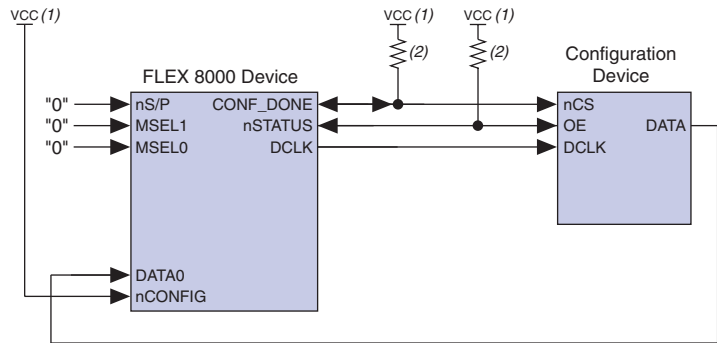 VCC (1)
VCC (1)
VCC (1)
(2)
(2)
Configuration
Device
FLEX 8000 Device
"0"
nS/P
CONF_DONE
nCS
"0"
MSEL1
nSTATUS
OE
DATA
"0"
MSEL0
DCLK
DCLK
DATA0
nCONFIG